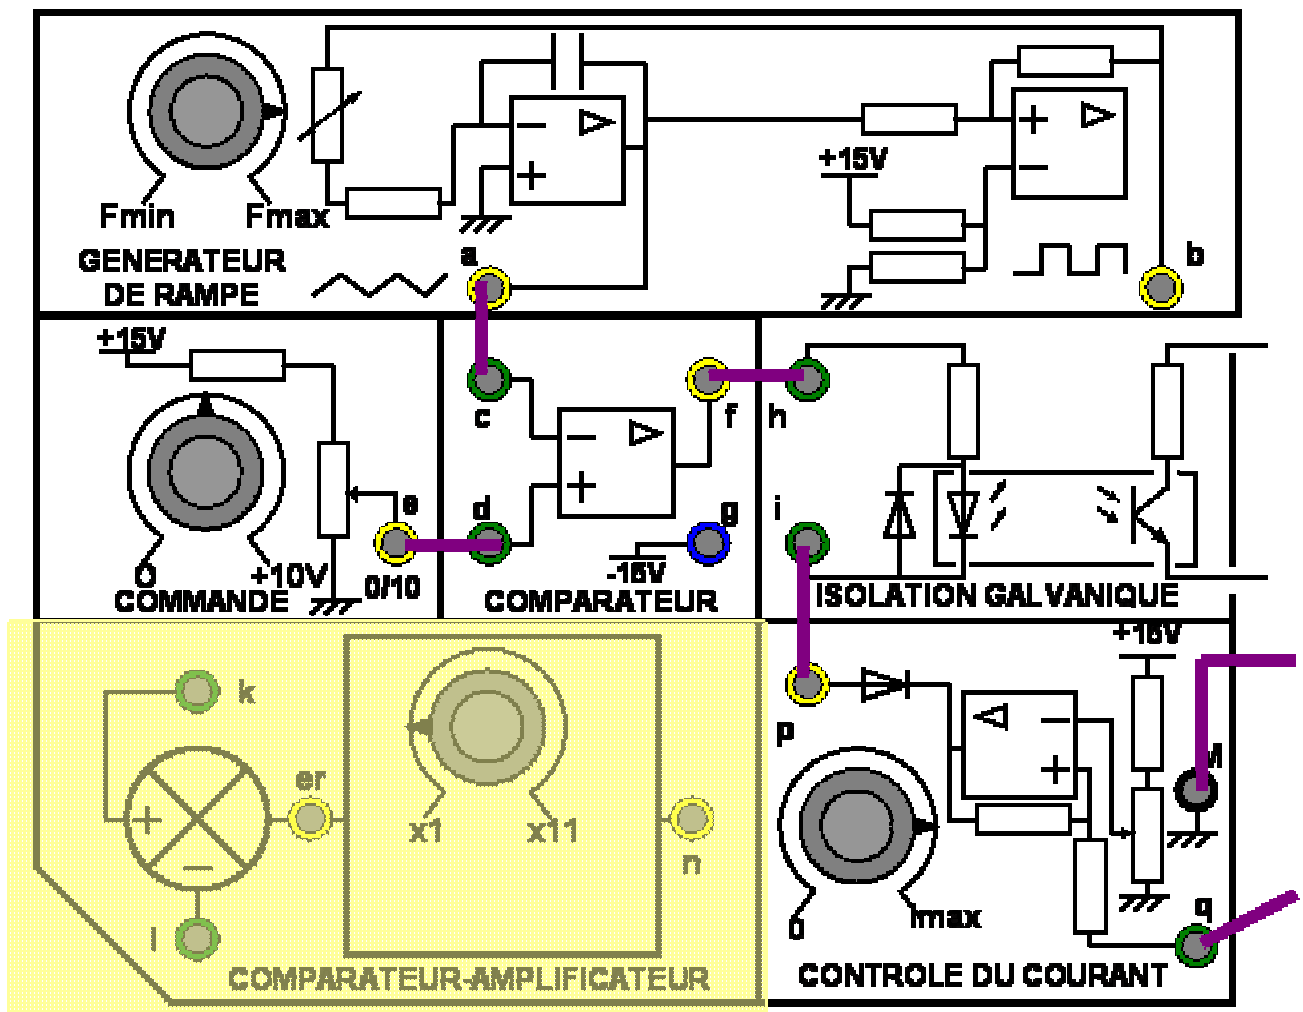 Fmin Fmax
+15V
GENERATEUR
DE RAMPE
a
b
+15V
c
f
h
e
d
g
i
0 +10V
0/10
-15V
COMMANDE
COMPARATEUR
ISOLATION GALVANIQUE
+15V
k
p
er
x1 x11
n
0 Imax
q
l
COMPARATEUR-AMPLIFICATEUR
CONTROLE DU COURANT